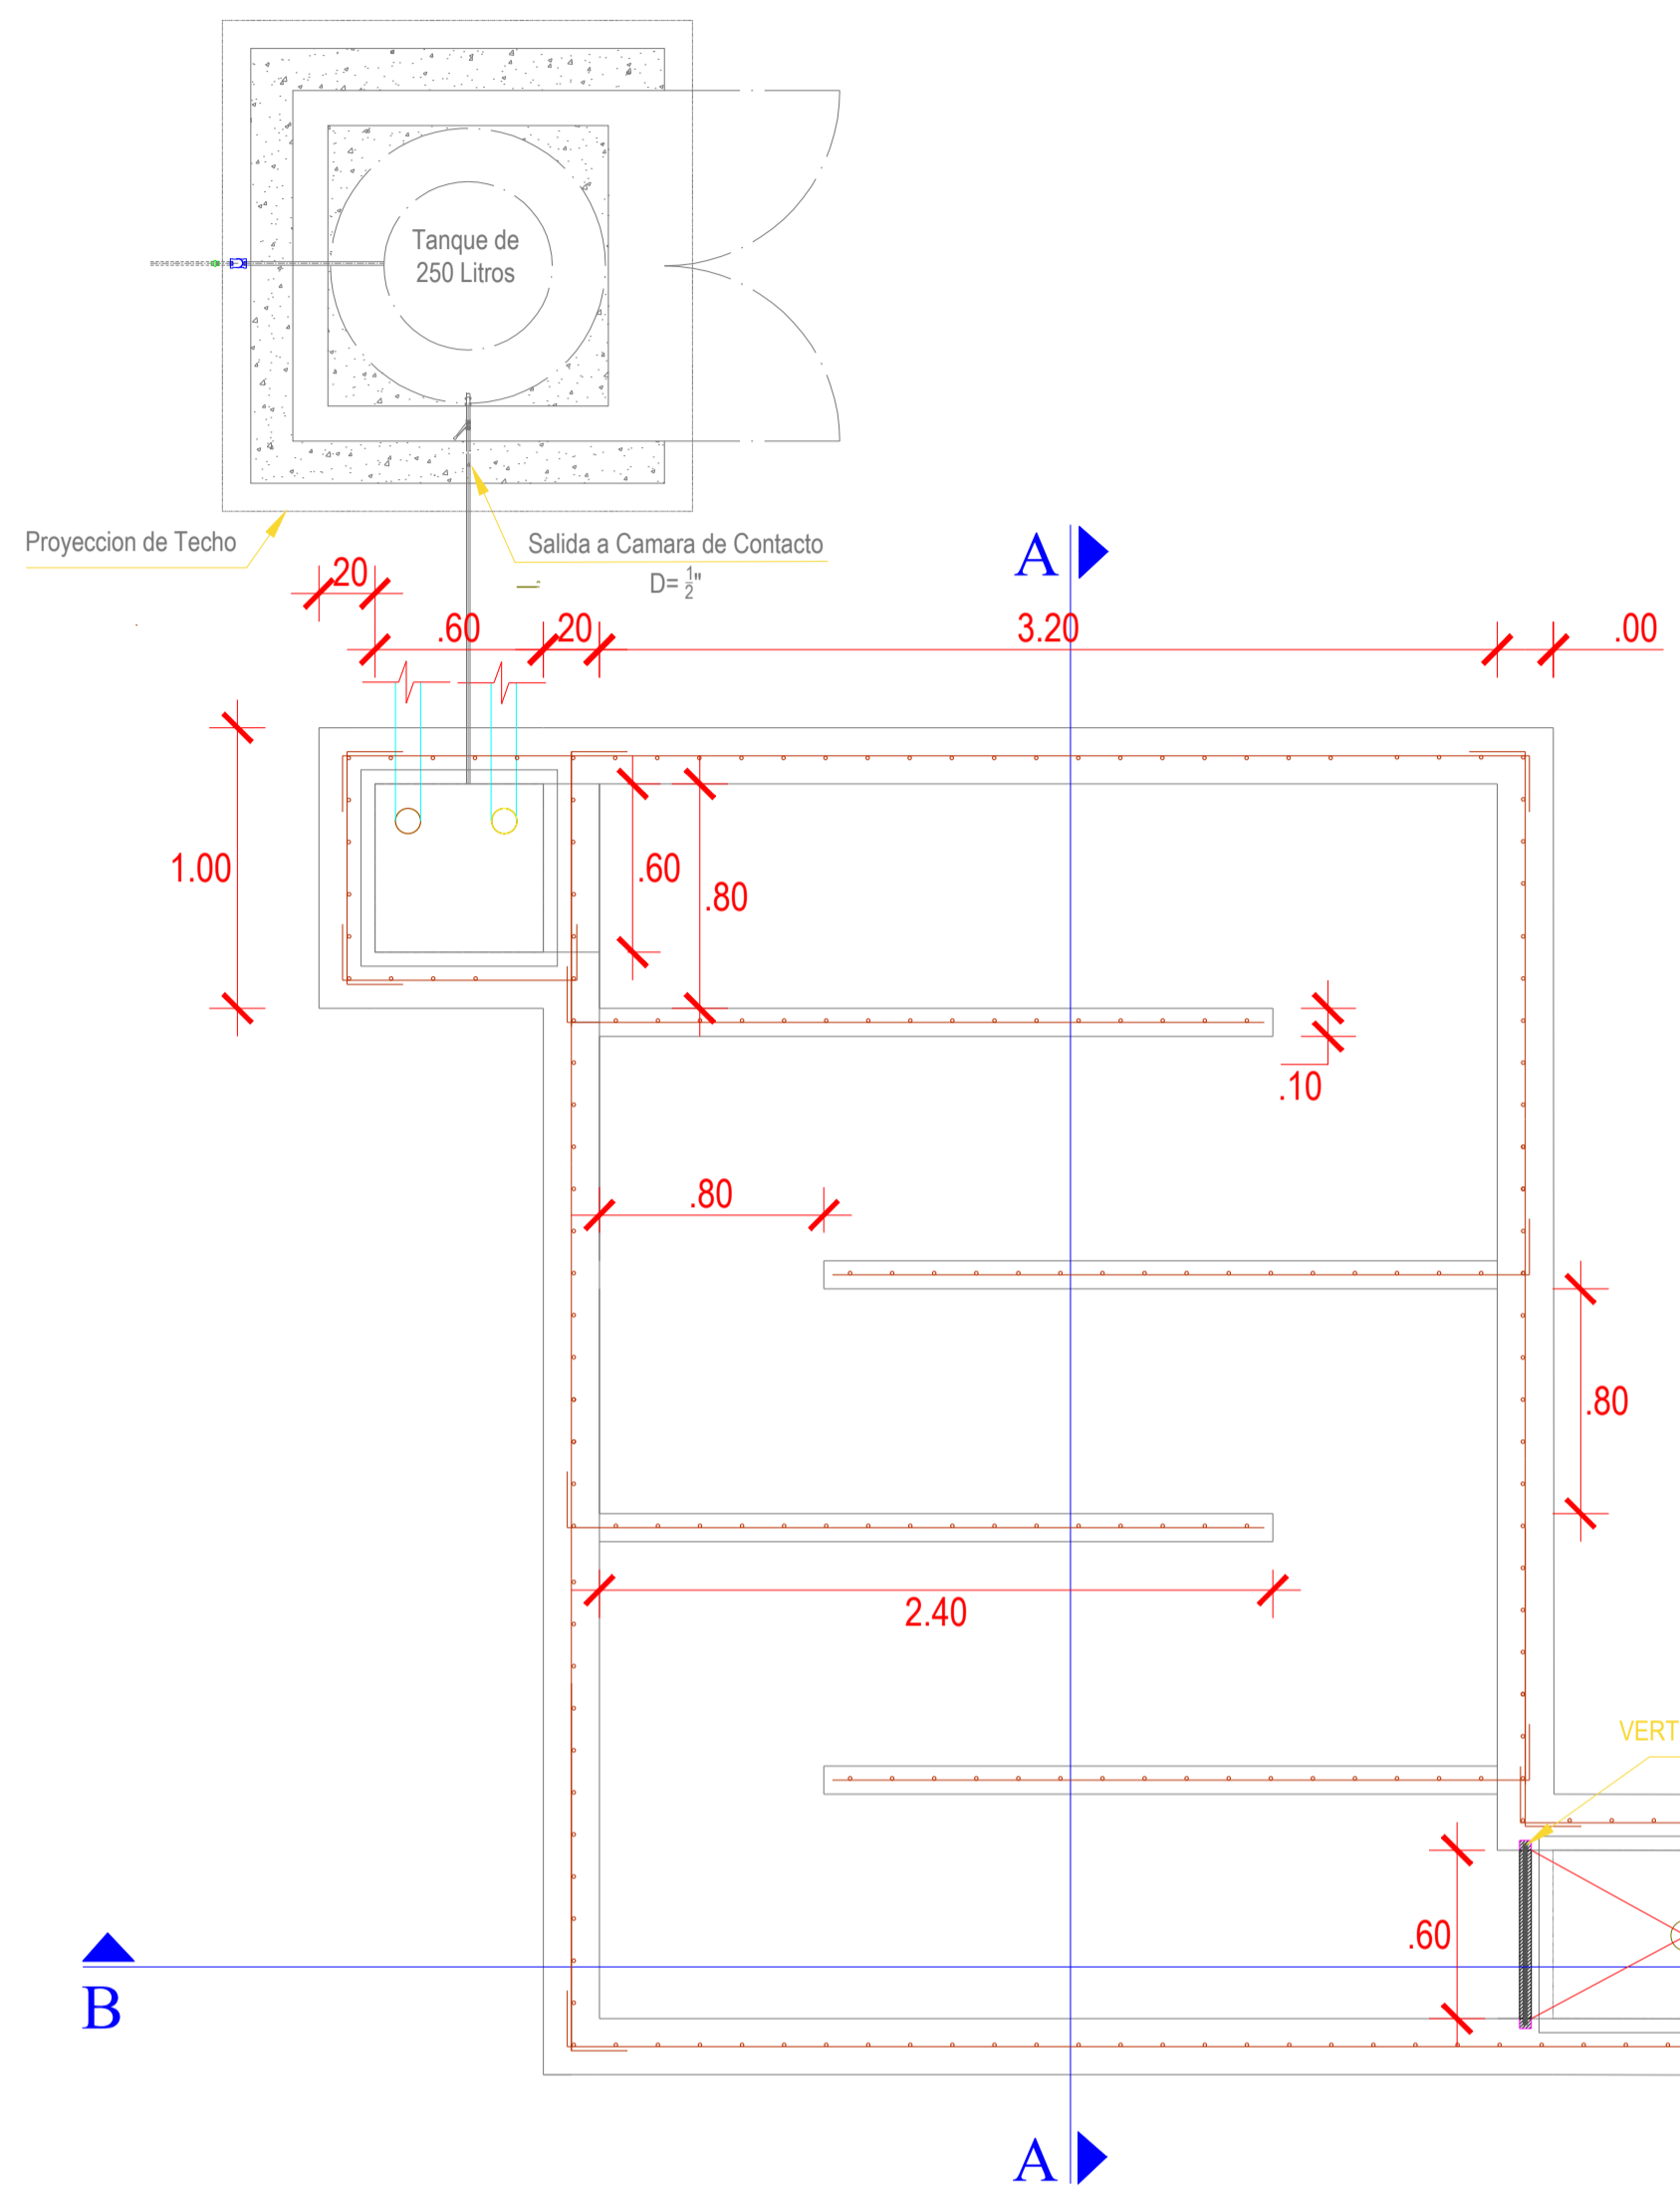 Tanque de
250 Litros
Proyeccion de Techo
Salida a Camara de Contacto
D= 1/2"
A
.20
.60
.20
3.20
.00
1.00
.60
.80
.10
.80
.80
2.40
VERT
.60
B
A